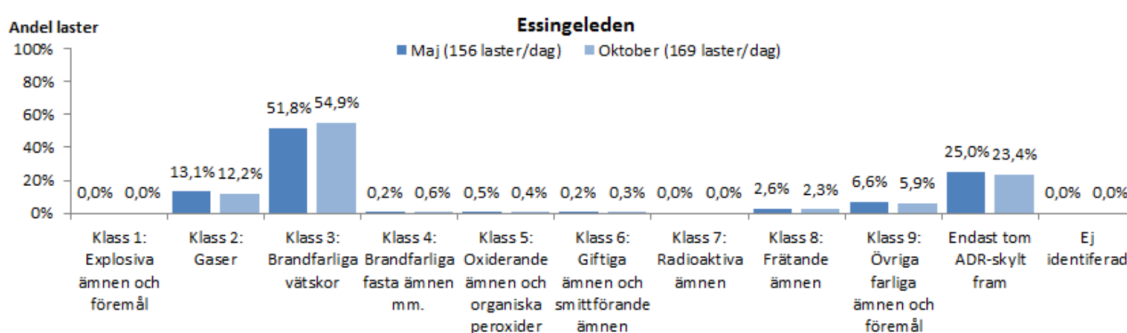 Essingeleden
Andel laster
Maj (156 laster/dag) Oktober (169 laster/dag)
100%
80%
60%
40%
20%
0%
0,0% 0,0%
13,1% 12,2%
51,8% 54,9%
0,2% 0,6%
0,5% 0,4%
0,2% 0,3%
0,0% 0,0%
2,6% 2,3%
6,6% 5,9%
25,0% 23,4%
0,0% 0,0%
Klass 1:
Explosiva
ämnen och
föremål
Klass 2:
Gaser
Klass 3:
Brandfarliga
vätskor
Klass 4:
Brandfarliga
fasta ämnen
mm.
Klass 5:
Oxiderande
ämnen och
organiska
peroxider
Klass 6:
Giftiga
ämnen och
smittförande
ämnen
Klass 7:
Radioaktiva
ämnen
Klass 8:
Frätande
ämnen
Klass 9:
Övriga
farliga
ämnen och
föremål
Endast tom
ADR-skylt
fram
Ej
identiferad